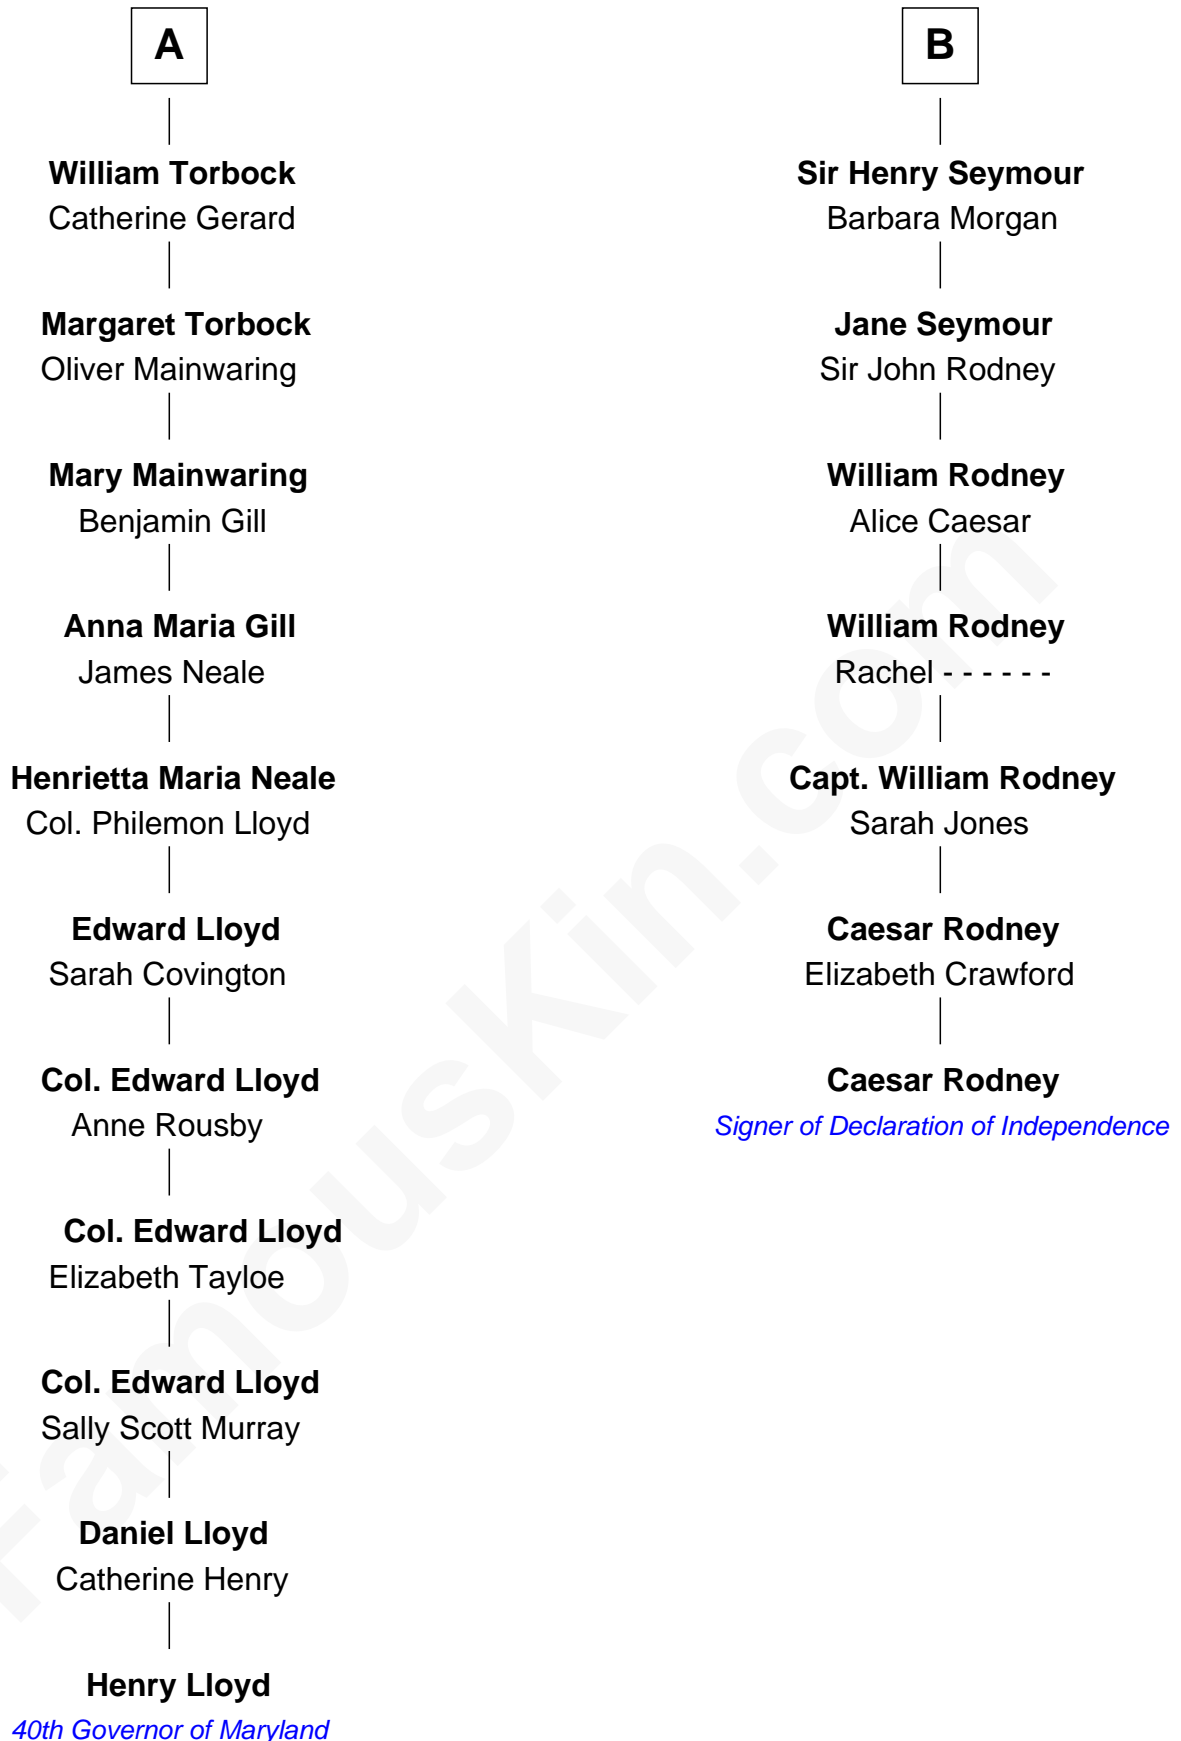 A
William Torbock
Catherine Gerard
Margaret Torbock
Oliver Mainwaring
Mary Mainwaring
Benjamin Gill
Anna Maria Gill
James Neale
Henrietta Maria Neale
Col. Philemon Lloyd
Edward Lloyd
Sarah Covington
Col. Edward Lloyd
Anne Rousby
Col. Edward Lloyd
Elizabeth Tayloe
Col. Edward Lloyd
Sally Scott Murray
Daniel Lloyd
Catherine Henry
Henry Lloyd
40th Governor of Maryland
B
Sir Henry Seymour
Barbara Morgan
Jane Seymour
Sir John Rodney
William Rodney
Alice Caesar
William Rodney
Rachel - - - - - -
Capt. William Rodney
Sarah Jones
Caesar Rodney
Elizabeth Crawford
Caesar Rodney
Signer of Declaration of Independence
FamousKin.com